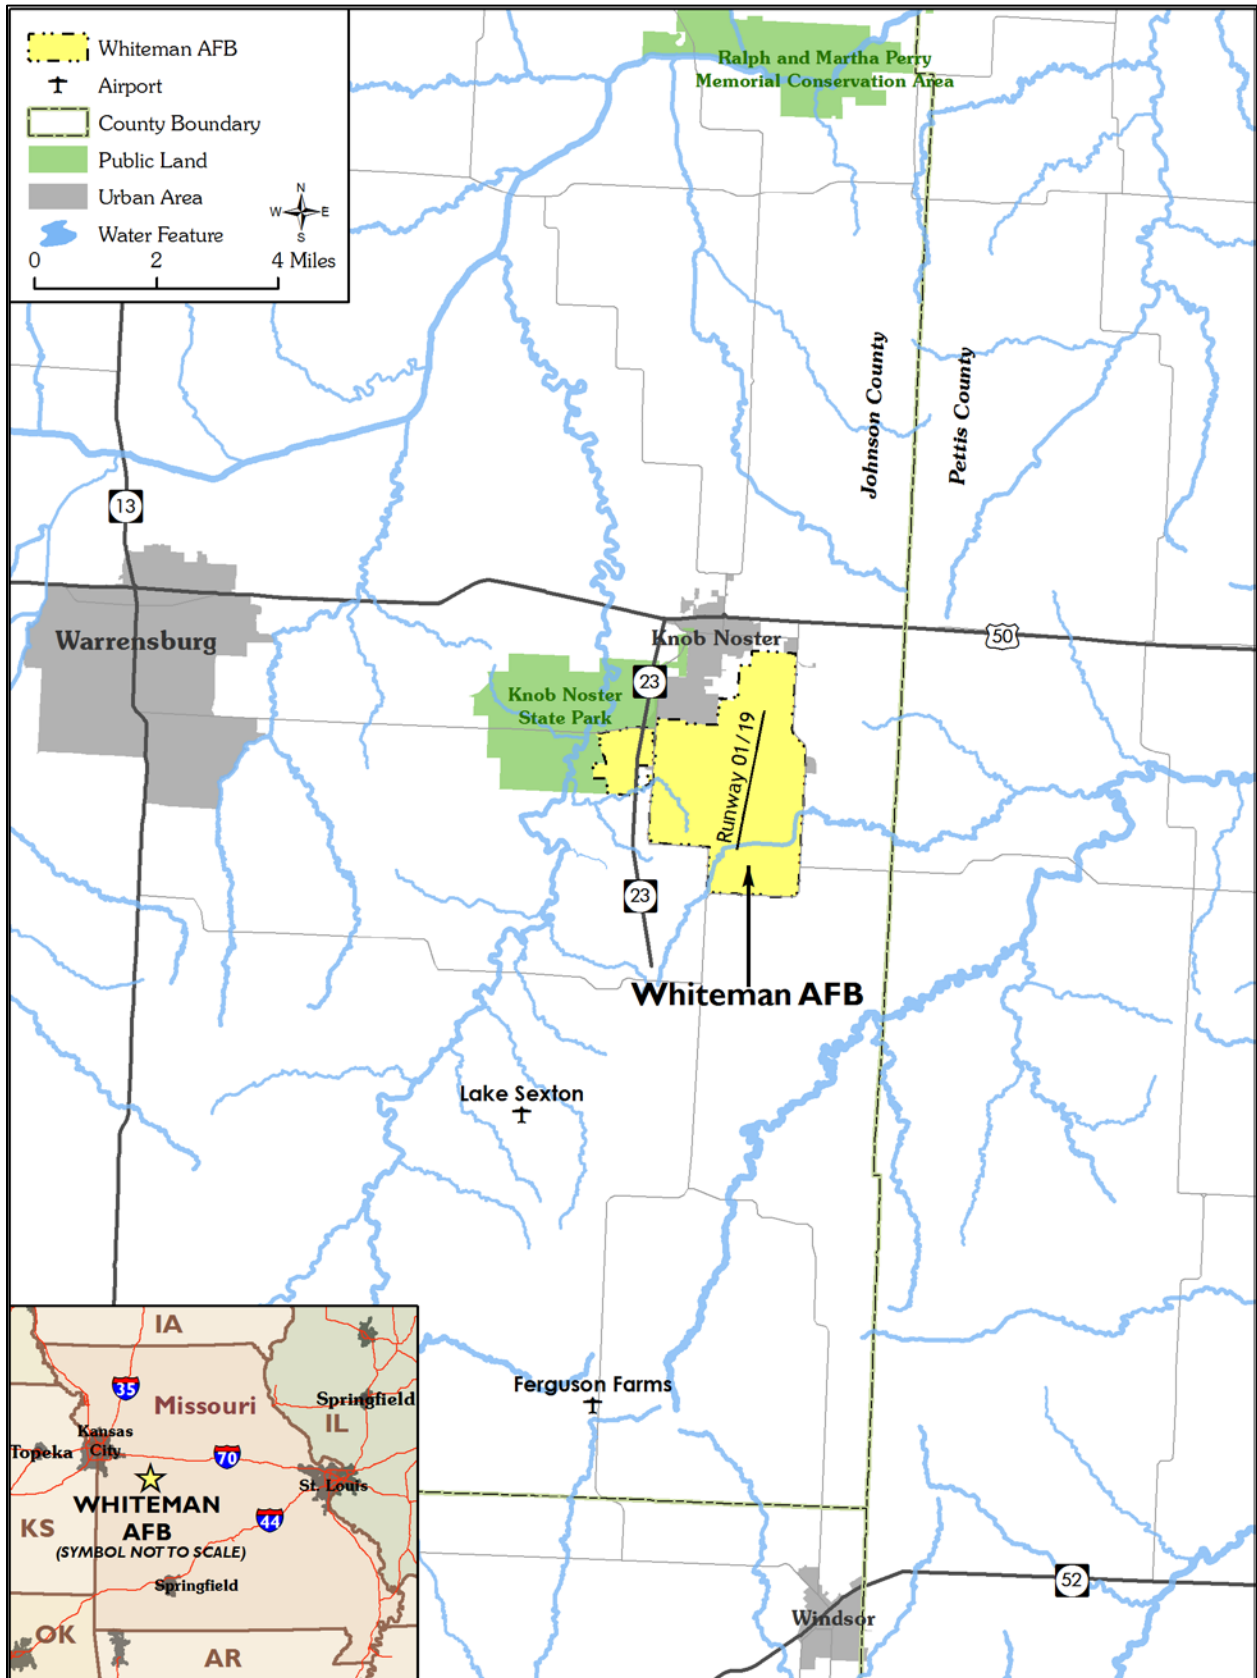 Whiteman AFB
Airport
County Boundary
Public Land
Urban Area
Water Feature
N
W E
S
0 2 4 Miles
Ralph and Martha Perry
Memorial Conservation Area
Johnson County
Pettis County
13
Warrensburg
Knob Noster
50
23
Knob Noster
State Park
Runway 01/19
23
Whiteman AFB
Lake Sexton
Ferguson Farms
52
Windsor
IA
35
Missouri
Springfield
IL
Kansas
City
Topeka
70
St. Louis
WHITEMAN
AFB
(SYMBOL NOT TO SCALE)
KS
44
Springfield
OK
AR